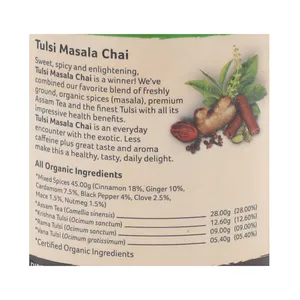 Tulsi Masala Chai
Sweet, spicy and enlightening,
Tulsi Masala Chai is a winner! We've
combined our favorite blend of freshly
ground, organic spices (masala), premium
Assam Tea and the finest Tulsi with all its
impressive health benefits.
Tulsi Masala Chai is an everyday
encounter with the exotic. Less
caffeine plus great taste and aroma
make this a healthy, tasty, daily delight.
All Organic Ingredients
*Mixed Spices 45.00g (Cinnamon 18%, Ginger 10%,
Cardamom 7.5%, Black Pepper 4%, Clove 2.5%,
Mace 1.5%, Nutmeg 1.5%)
*Assam Tea (Camellia sinensis) 28.00g (28.00%)
*Krishna Tulsi (Ocimum sanctum) 12.60g (12.60%)
*Rama Tulsi (Ocimum sanctum) 09.00g (09.00%)
*Vana Tulsi (Ocimum gratissimum) 05.40g (05.40%)
*Certified Organic Ingredients